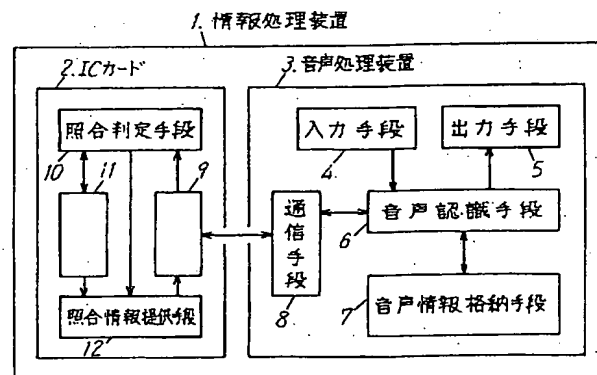 1. 情報処理装置
2. ICカード
3. 音声処理装置
照合判定手段
10
11
9
照合情報提供手段
12
入力手段
4
出力手段
5
通信手段
8
音声認識手段
6
音声情報格納手段
7